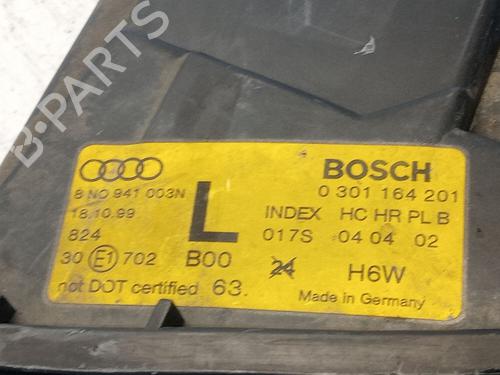 B-PARTS
BOSCH
8 N0 941 003N
L
0 301 164 201
18.10.99
INDEX HC HR PL B
824
017S 04 04 02
30 E1 702 B00
24 H6W
not DOT certified 63.
Made in Germany